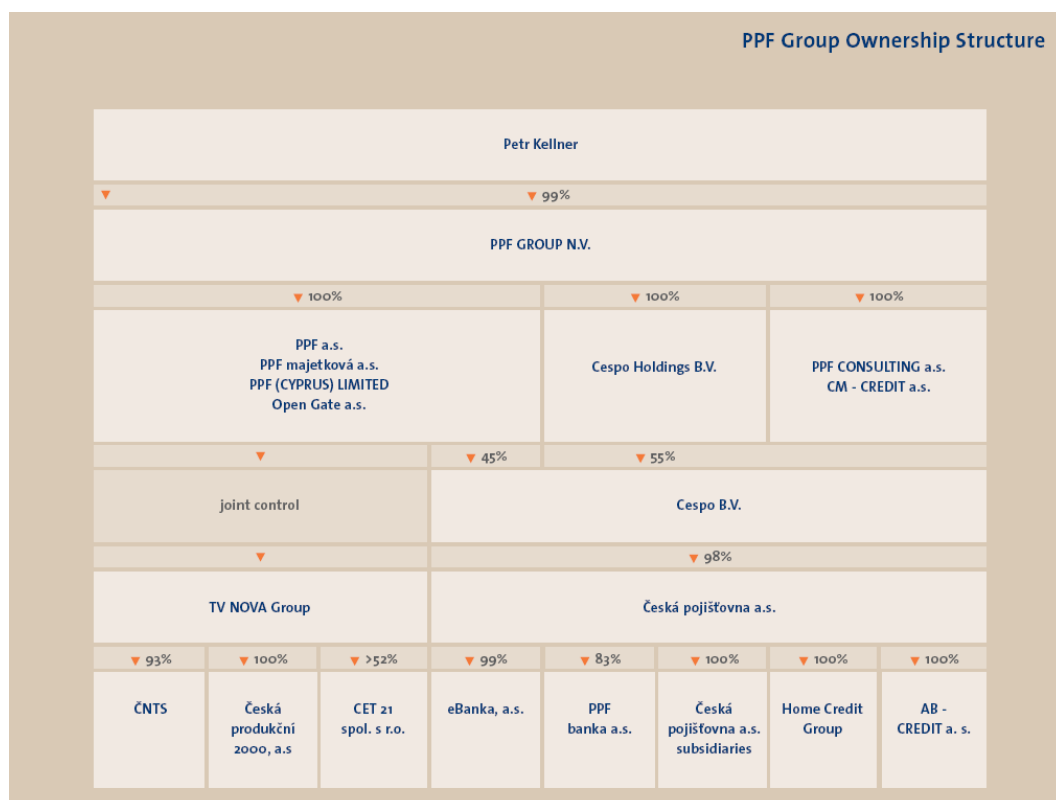 PPF Group Ownership Structure
Petr Kellner
▼ ▼ 99%
PPF GROUP N.V.
▼ 100% ▼ 100% ▼ 100%
PPF a.s.
PPF majetková a.s.
PPF (CYPRUS) LIMITED
Open Gate a.s.
Cespo Holdings B.V.
PPF CONSULTING a.s.
CM - CREDIT a.s.
▼ ▼ 45% ▼ 55%
joint control
Cespo B.V.
▼ ▼ 98%
TV NOVA Group
Česká pojišťovna a.s.
▼ 93% ▼ 100% ▼ >52% ▼ 99% ▼ 83% ▼ 100% ▼ 100% ▼ 100%
ČNTS
Česká
produkční
2000, a.s
CET 21
spol. s r.o.
eBanka, a.s.
PPF
banka a.s.
Česká
pojišťovna a.s.
subsidiaries
Home Credit
Group
AB -
CREDIT a. s.